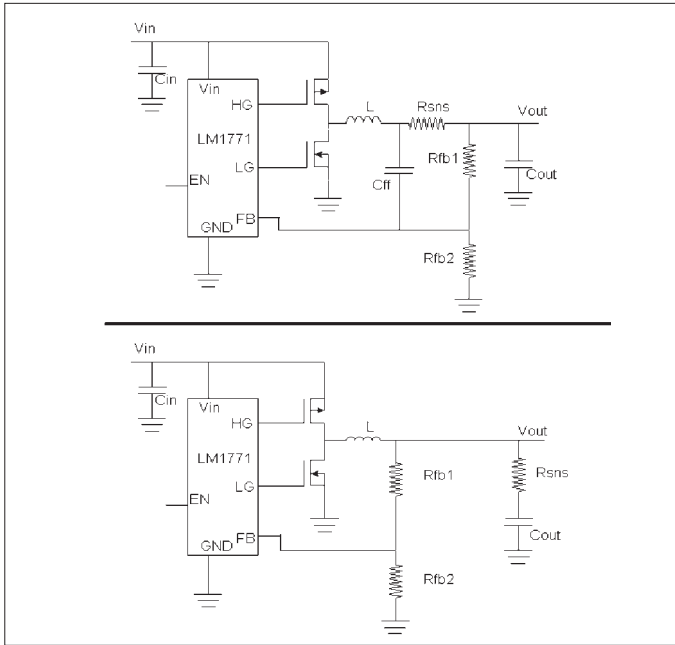 Vin
Cin
Vin
HG
LM1771
LG
EN
FB
GND
L
Rsns
Vout
Rfb1
Cff
Cout
Rfb2
Vin
Cin
Vin
HG
LM1771
LG
EN
FB
GND
L
Vout
Rfb1
Rsns
Cout
Rfb2